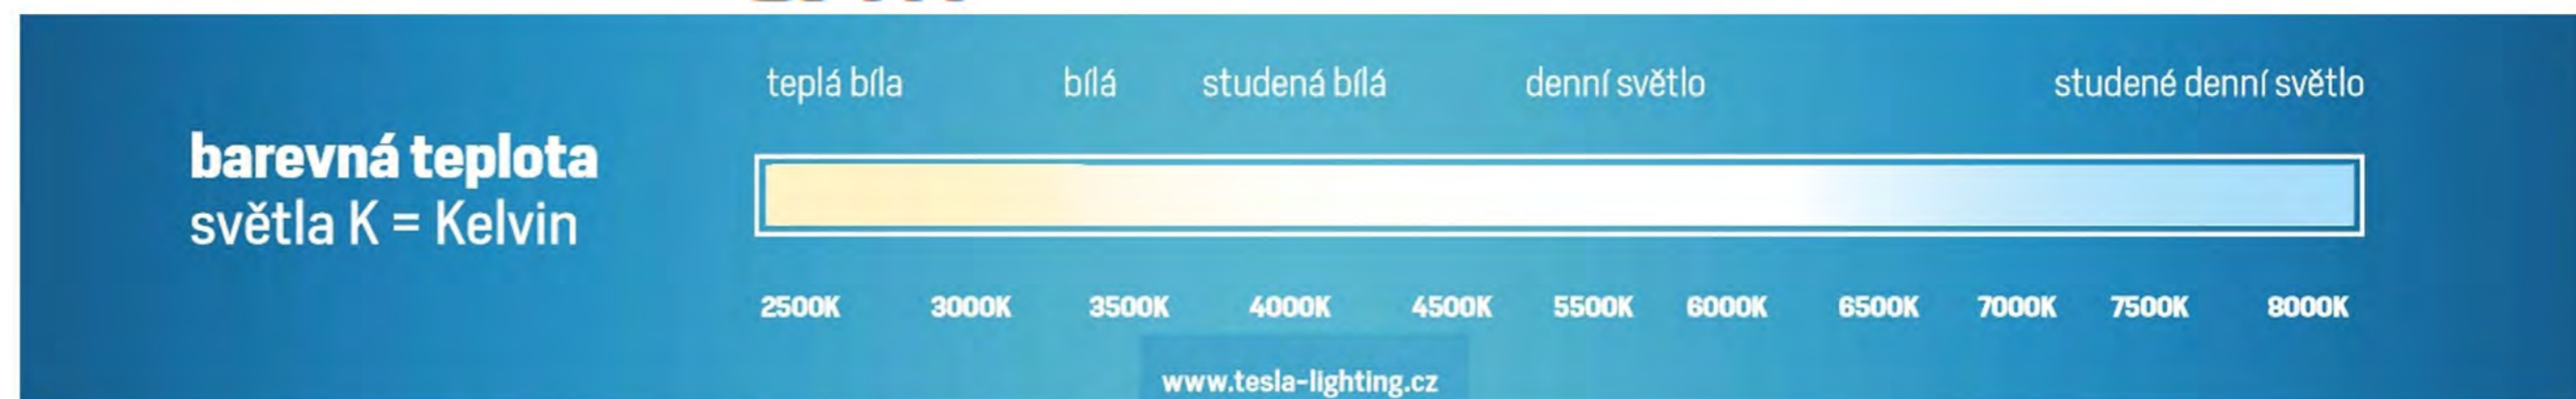 teplá bíla bílá studená bílá denní světlo studené denní světlo
barevná teplota
světla K = Kelvin
2500K 3000K 3500K 4000K 4500K 5500K 6000K 6500K 7000K 7500K 8000K
www.tesla-lighting.cz